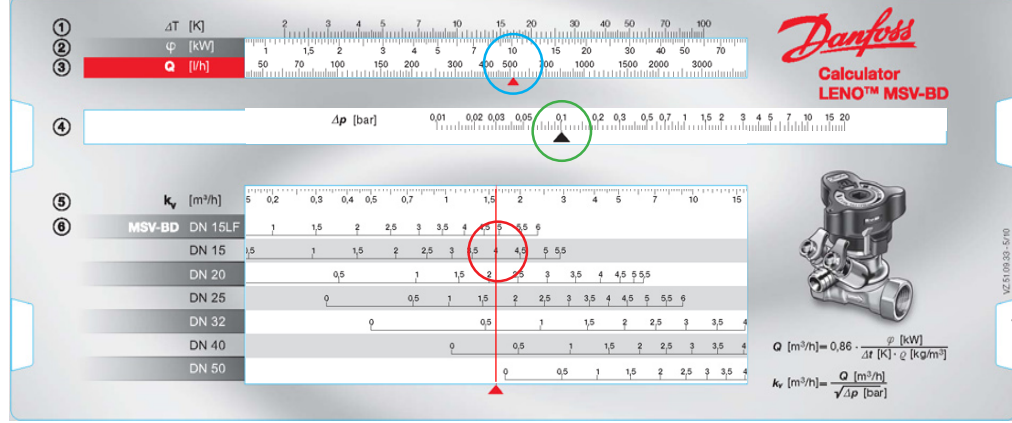 ① ΔT [K] 2 3 4 5 7 10 15 20 30 40 50 70 100
② φ [kW] 1 1,5 2 3 4 5 7 10 15 20 30 40 50 70
③ Q [l/h] 50 70 100 150 200 300 400 500 700 1000 1500 2000 3000
Danfoss
Calculator
LENO™ MSV-BD
④ Δp [bar] 0,01 0,02 0,03 0,05 0,1 0,2 0,3 0,5 0,7 1 1,5 2 3 4 5 7 10 15 20
⑤ kv [m³/h] 5 0,2 0,3 0,4 0,5 0,7 1 1,5 2 3 4 5 7 10 15
⑥ MSV-BD DN 15LF 1 1,5 2 2,5 3 3,5 4 4,5 5 5,5 6
DN 15 0,5 1 1,5 2 2,5 3 3,5 4 4,5 5 5,5
DN 20 0,5 1 1,5 2 2,5 3 3,5 4 4,5 5 5,5
DN 25 0 0,5 1 1,5 2 2,5 3 3,5 4 4,5 5 5,5 6
DN 32 0 0,5 1 1,5 2 2,5 3 3,5 4
DN 40 0 0,5 1 1,5 2 2,5 3 3,5 4
DN 50 0 0,5 1 1,5 2 2,5 3 3,5 4
Q [m³/h]= 0,86 · φ [kW] / Δt [K] · ϱ [kg/m³]
kv [m³/h]= Q [m³/h] / √Δp [bar]
VZ.51.09.33 - 5/10